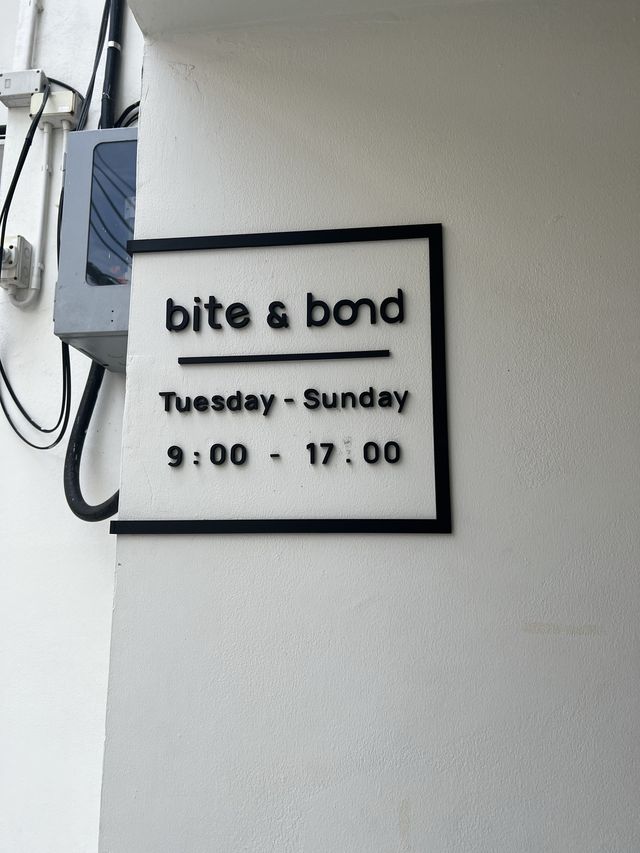 bite & bond
Tuesday - Sunday
9:00 - 17.00